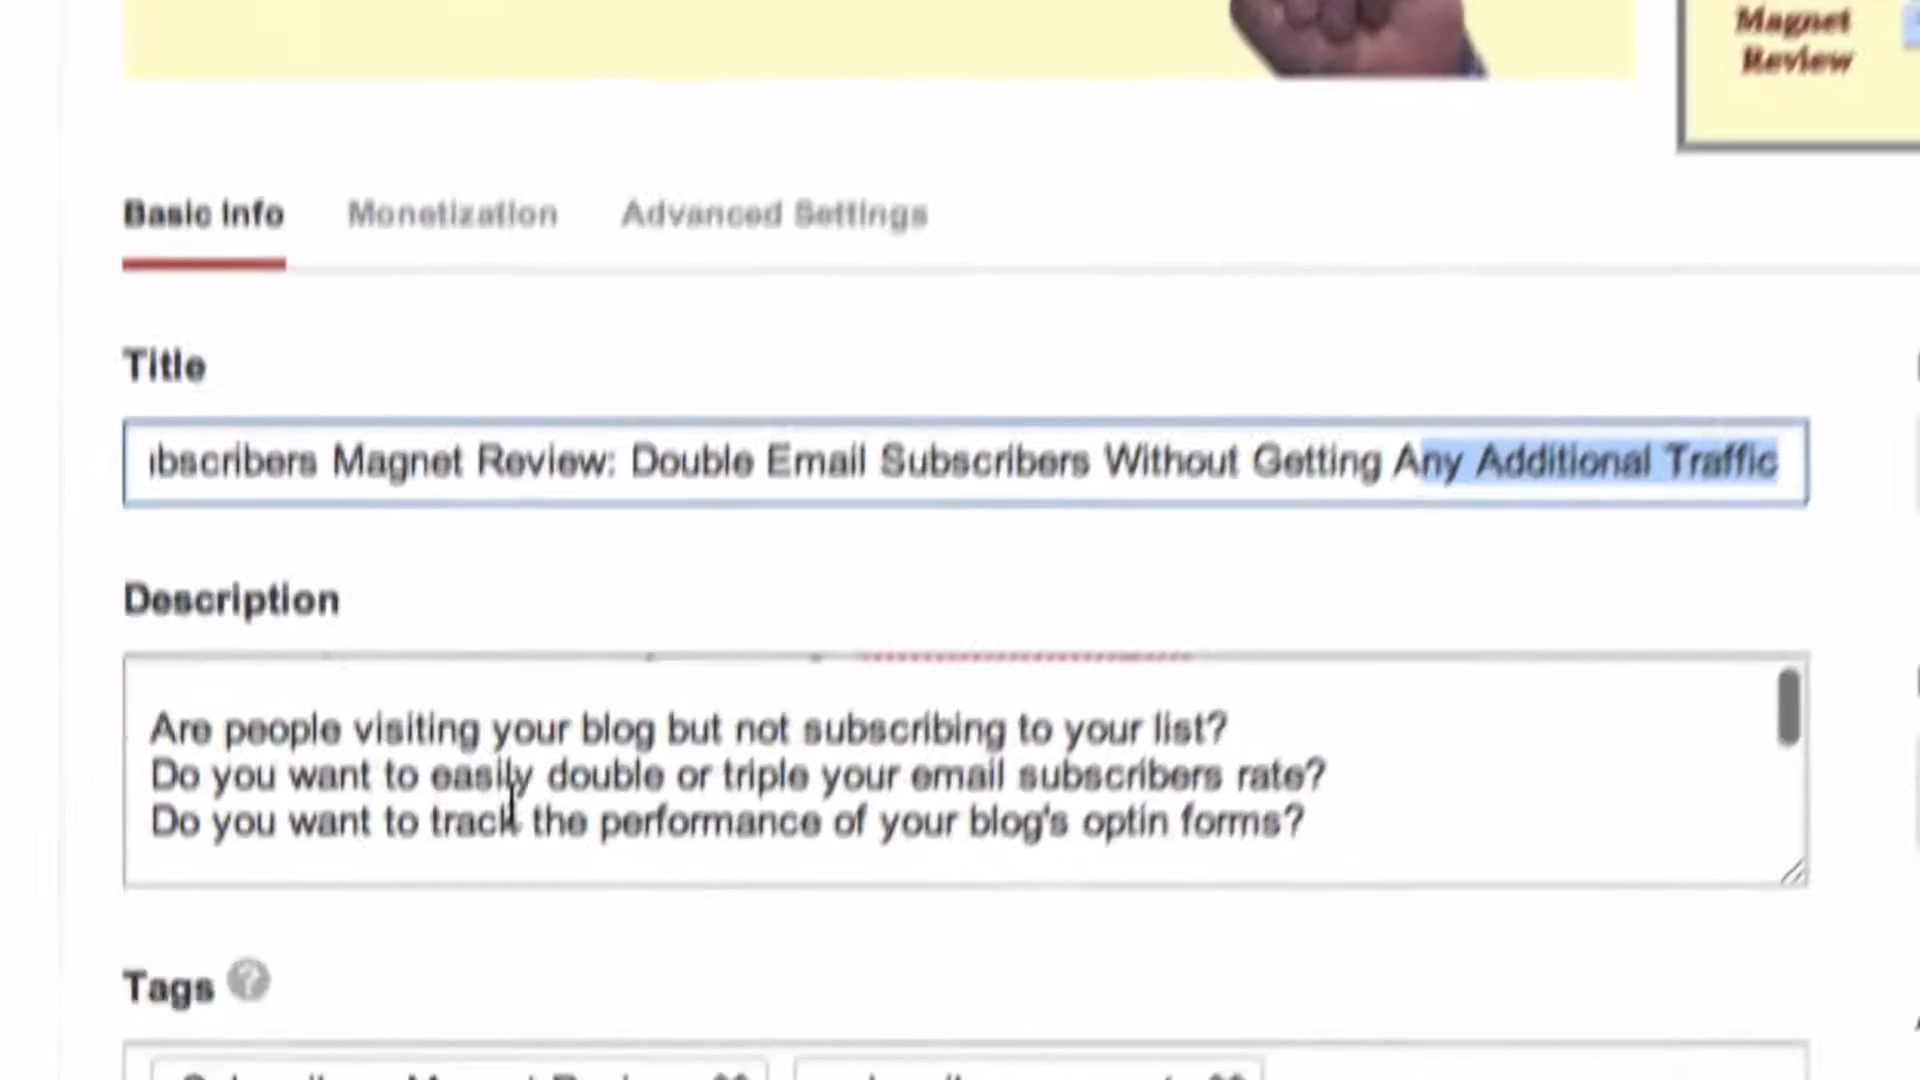 Magnet
Review
Basic Info Monetization Advanced Settings
Title
ubscribers Magnet Review: Double Email Subscribers Without Getting Any Additional Traffic
Description
Are people visiting your blog but not subscribing to your list?
Do you want to easily double or triple your email subscribers rate?
Do you want to track the performance of your blog's optin forms?
Tags